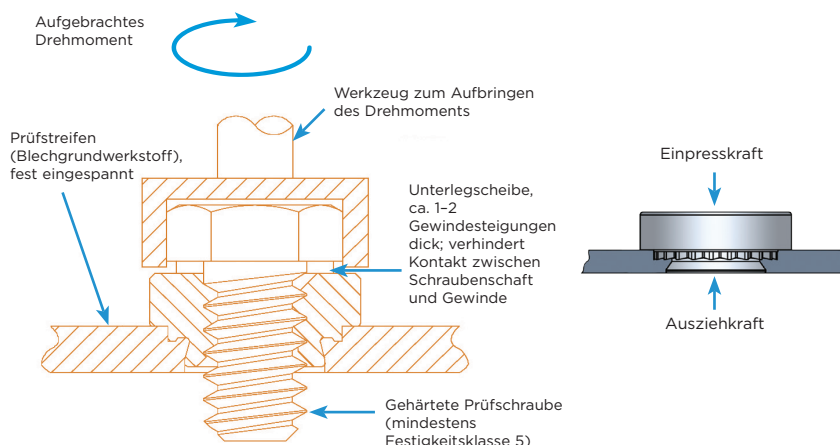 Aufgebrachtes
Drehmoment
Werkzeug zum Aufbringen
des Drehmoments
Prüfstreifen
(Blechgrundwerkstoff),
fest eingespannt
Unterlegscheibe,
ca. 1–2
Gewindesteigungen
dick; verhindert
Kontakt zwischen
Schraubenschaft
und Gewinde
Gehärtete Prüfschraube
(mindestens
Festigkeitsklasse 5)
Einpresskraft
Ausziehkraft